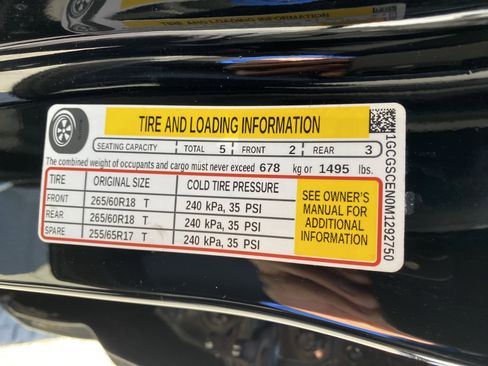 TIRE AND LOADING INFORMATION
SEATING CAPACITY TOTAL 5 FRONT 2 REAR 3
The combined weight of occupants and cargo must never exceed 678 kg or 1495 lbs.
TIRE ORIGINAL SIZE COLD TIRE PRESSURE
FRONT 265/60R18 T 240 kPa, 35 PSI
REAR 265/60R18 T 240 kPa, 35 PSI
SPARE 255/65R17 T 240 kPa, 35 PSI
SEE OWNER'S
MANUAL FOR
ADDITIONAL
INFORMATION
1GCGSCEN0M1292750